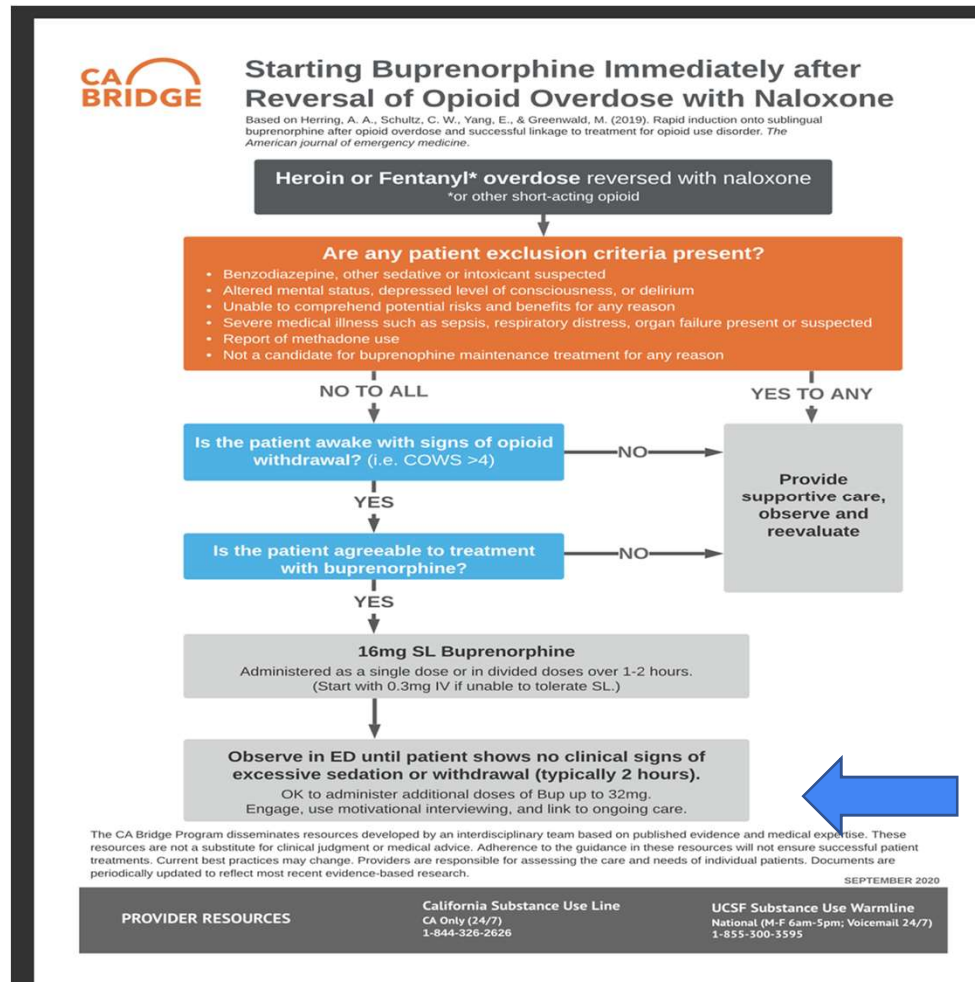 CA
BRIDGE
Starting Buprenorphine Immediately after
Reversal of Opioid Overdose with Naloxone
Based on Herring, A. A., Schultz, C. W., Yang, E., & Greenwald, M. (2019). Rapid induction onto sublingual
buprenorphine after opioid overdose and successful linkage to treatment for opioid use disorder. The
American journal of emergency medicine.
Heroin or Fentanyl* overdose reversed with naloxone
*or other short-acting opioid
Are any patient exclusion criteria present?
• Benzodiazepine, other sedative or intoxicant suspected
• Altered mental status, depressed level of consciousness, or delirium
• Unable to comprehend potential risks and benefits for any reason
• Severe medical illness such as sepsis, respiratory distress, organ failure present or suspected
• Report of methadone use
• Not a candidate for buprenophine maintenance treatment for any reason
NO TO ALL
YES TO ANY
Is the patient awake with signs of opioid
withdrawal? (i.e. COWS >4)
NO
Provide
supportive care,
observe and
reevaluate
YES
Is the patient agreeable to treatment
with buprenorphine?
NO
YES
16mg SL Buprenorphine
Administered as a single dose or in divided doses over 1-2 hours.
(Start with 0.3mg IV if unable to tolerate SL.)
Observe in ED until patient shows no clinical signs of
excessive sedation or withdrawal (typically 2 hours).
OK to administer additional doses of Bup up to 32mg.
Engage, use motivational interviewing, and link to ongoing care.
The CA Bridge Program disseminates resources developed by an interdisciplinary team based on published evidence and medical expertise. These
resources are not a substitute for clinical judgment or medical advice. Adherence to the guidance in these resources will not ensure successful patient
treatments. Current best practices may change. Providers are responsible for assessing the care and needs of individual patients. Documents are
periodically updated to reflect most recent evidence-based research.
SEPTEMBER 2020
PROVIDER RESOURCES
California Substance Use Line
CA Only (24/7)
1-844-326-2626
UCSF Substance Use Warmline
National (M-F 6am-5pm; Voicemail 24/7)
1-855-300-3595